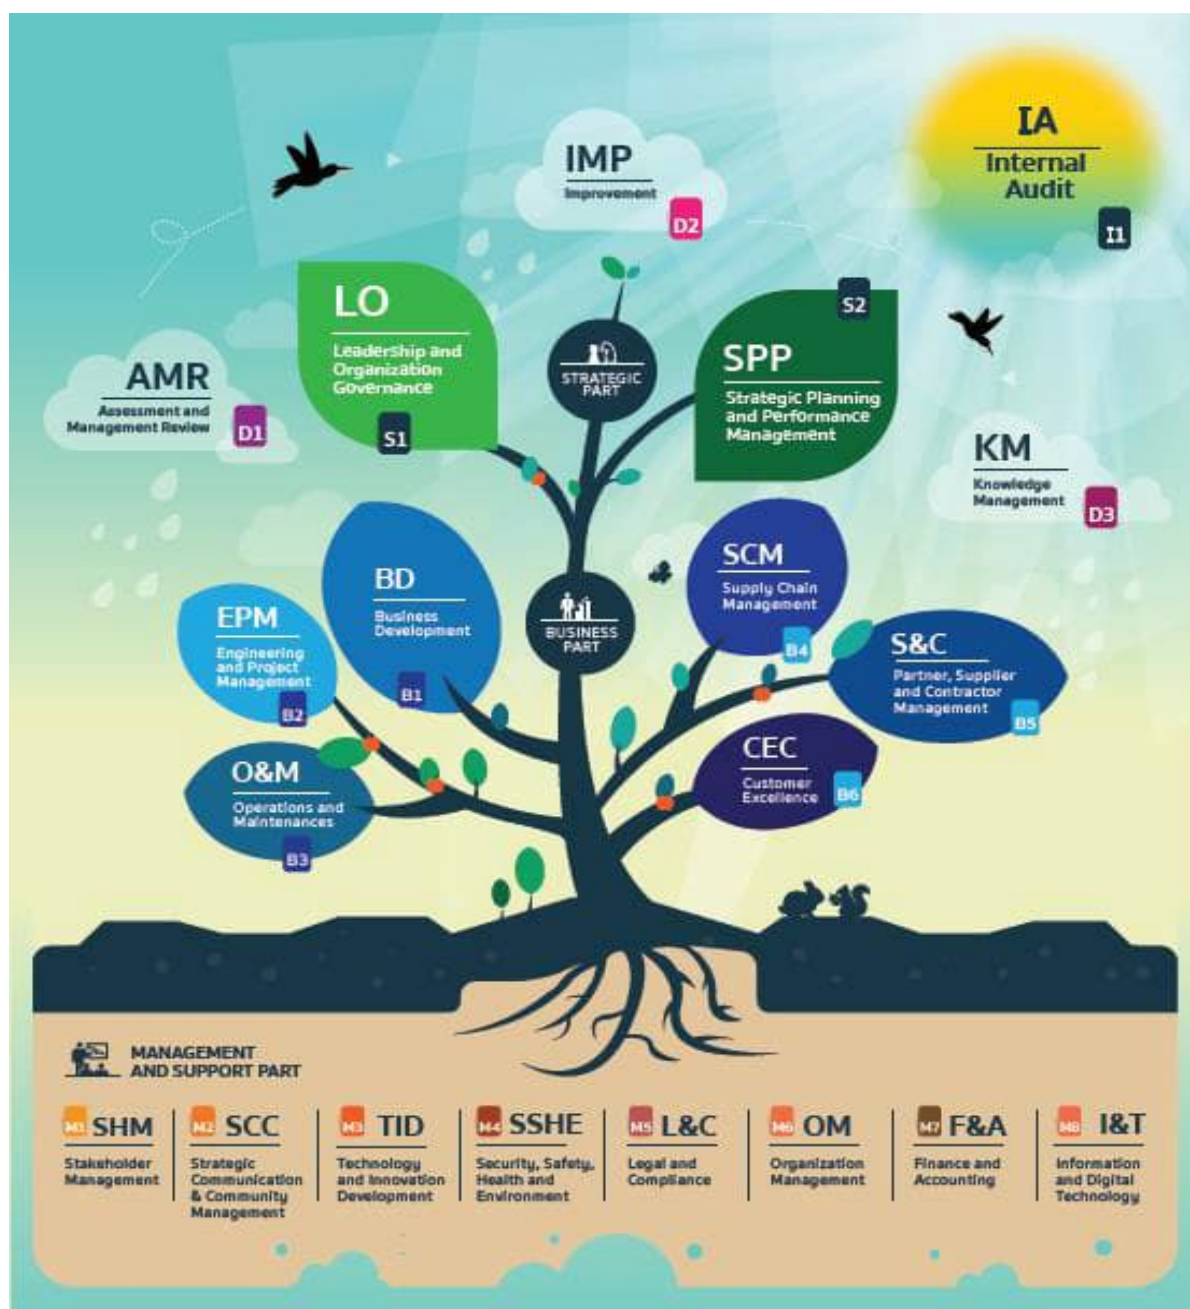 IA
Internal
Audit
I1
IMP
Improvement
D2
LO
Leadership and
Organization
Governance
S1
STRATEGIC
PART
S2
SPP
Strategic Planning
and Performance
Management
AMR
Assessment and
Management Review
D1
KM
Knowledge
Management
D3
BD
Business
Development
B1
BUSINESS
PART
SCM
Supply Chain
Management
B4
EPM
Engineering
and Project
Management
B2
S&C
Partner, Supplier
and Contractor
Management
B5
O&M
Operations and
Maintenances
B3
CEC
Customer
Excellence
B6
MANAGEMENT
AND SUPPORT PART
M1 SHM
Stakeholder
Management
M2 SCC
Strategic
Communication
& Community
Management
M3 TID
Technology
and Innovation
Development
M4 SSHE
Security, Safety,
Health and
Environment
M5 L&C
Legal and
Compliance
M6 OM
Organization
Management
M7 F&A
Finance and
Accounting
M8 I&T
Information
and Digital
Technology